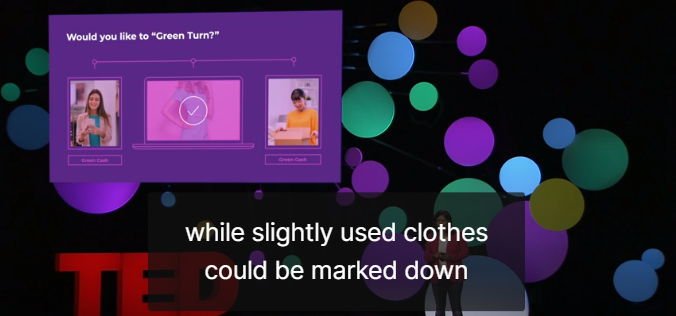 Would you like to "Green Turn?"
Green Cash
Green Cash
while slightly used clothes
could be marked down
TED